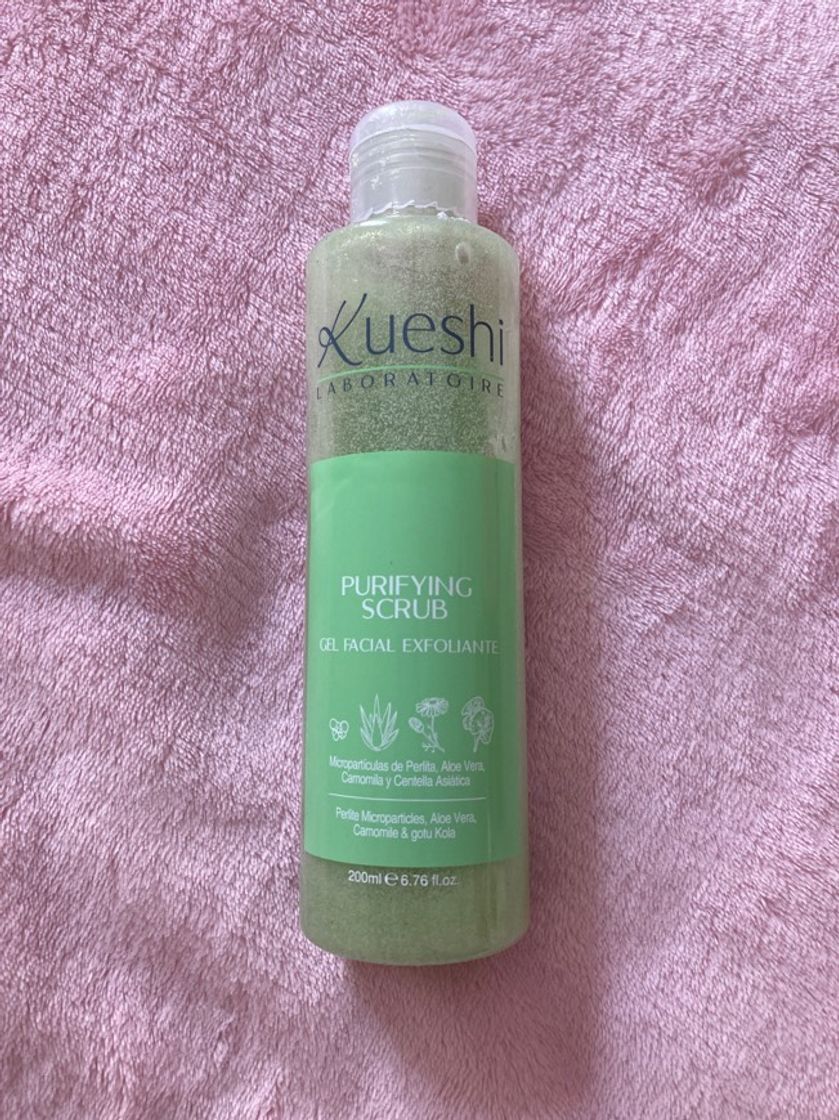 Kueshi
LABORATOIRE
PURIFYING
SCRUB
GEL FACIAL EXFOLIANTE
Micropartículas de Perlita, Aloe Vera,
Camomila y Centella Asiática
Perlite Microparticles, Aloe Vera,
Camomile & gotu Kola
200ml ℮ 6.76 fl.oz.